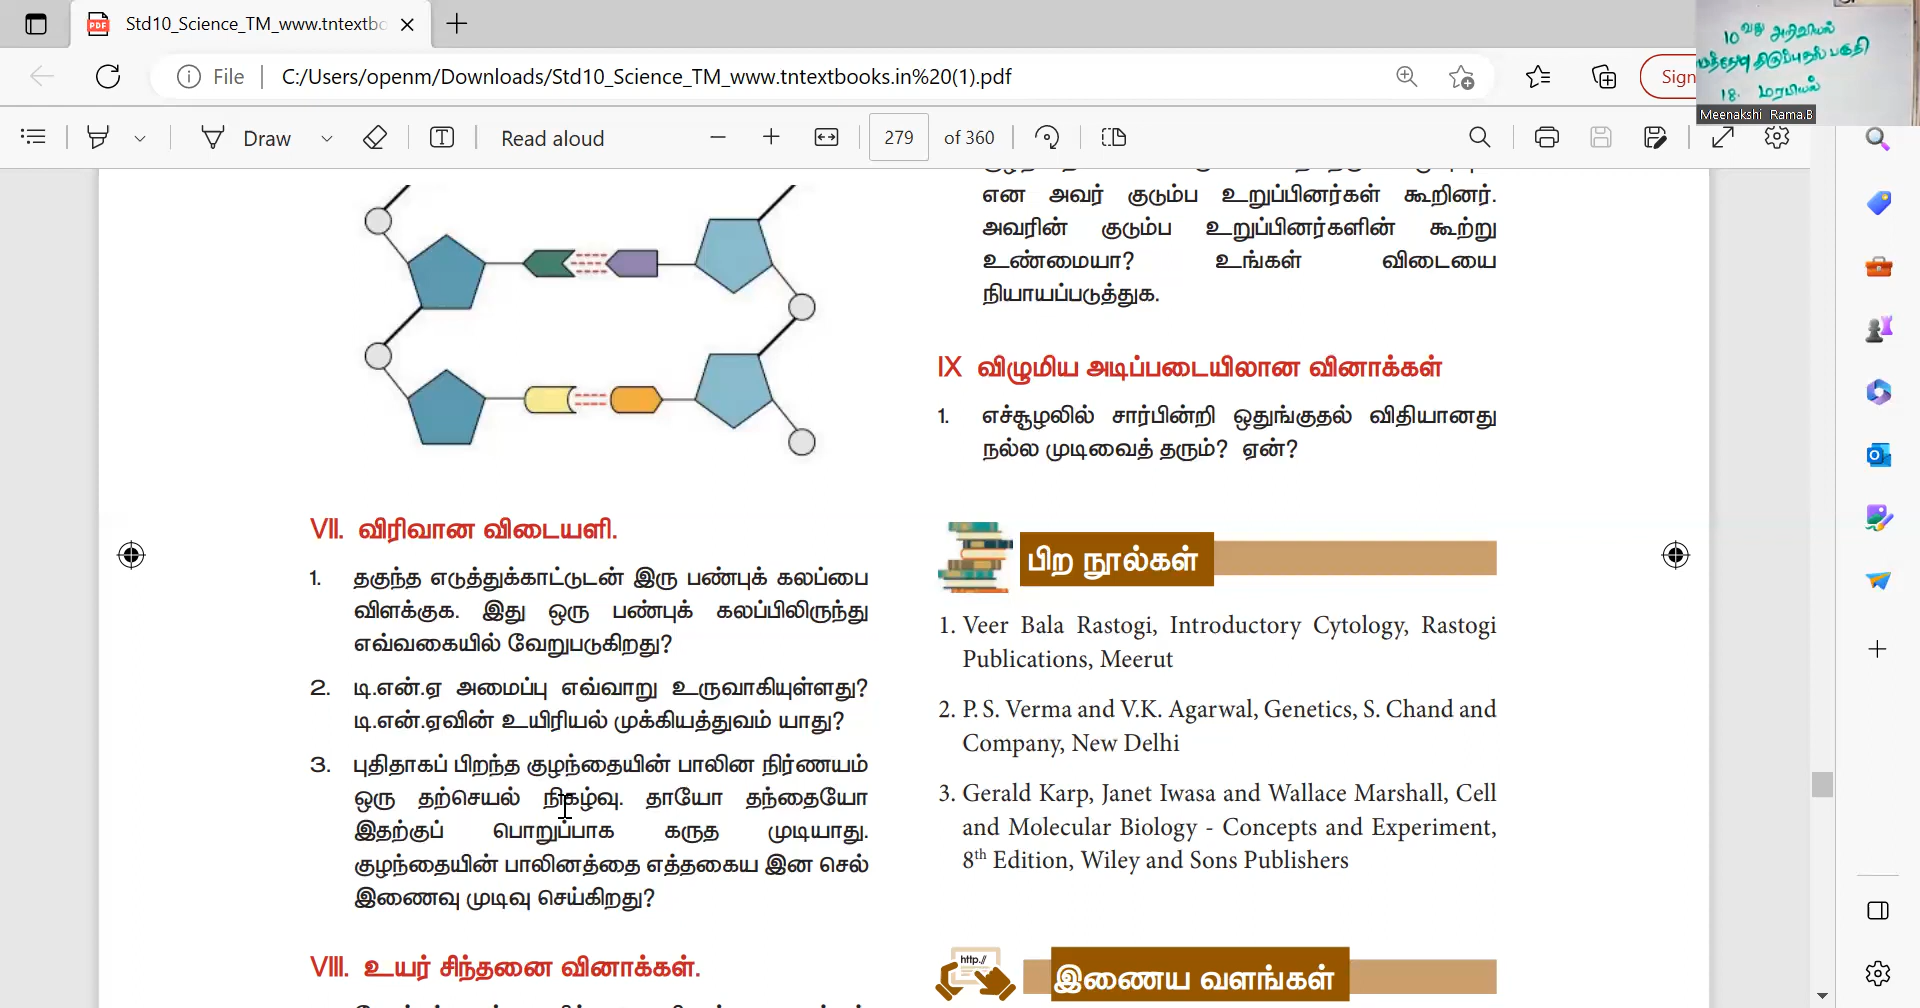 Std10_Science_TM_www.tntextbo
File
C:/Users/openm/Downloads/Std10_Science_TM_www.tntextbooks.in%20(1).pdf
Sign
10 வது அறிவியல்
திருப்புதல் பகுதி
18. மரபியல்
Meenakshi Rama.B
Draw
Read aloud
279
of 360
என அவர் குடும்ப உறுப்பினர்கள் கூறினர்.
அவரின் குடும்ப உறுப்பினர்களின் கூற்று
உண்மையா? உங்கள் விடையை
நியாயப்படுத்துக.
IX விழுமிய அடிப்படையிலான வினாக்கள்
1. எச்சூழலில் சார்பின்றி ஒதுங்குதல் விதியானது
நல்ல முடிவைத் தரும்? ஏன்?
VII. விரிவான விடையளி.
1. தகுந்த எடுத்துக்காட்டுடன் இரு பண்புக் கலப்பை
விளக்குக. இது ஒரு பண்புக் கலப்பிலிருந்து
எவ்வகையில் வேறுபடுகிறது?
2. டி.என்.ஏ அமைப்பு எவ்வாறு உருவாகியுள்ளது?
டி.என்.ஏவின் உயிரியல் முக்கியத்துவம் யாது?
3. புதிதாகப் பிறந்த குழந்தையின் பாலின நிர்ணயம்
ஒரு தற்செயல் நிகழ்வு. தாயோ தந்தையோ
இதற்குப் பொறுப்பாக கருத முடியாது.
குழந்தையின் பாலினத்தை எத்தகைய இன செல்
இணைவு முடிவு செய்கிறது?
VIII. உயர் சிந்தனை வினாக்கள்.
பிற நூல்கள்
1. Veer Bala Rastogi, Introductory Cytology, Rastogi
Publications, Meerut
2. P. S. Verma and V.K. Agarwal, Genetics, S. Chand and
Company, New Delhi
3. Gerald Karp, Janet Iwasa and Wallace Marshall, Cell
and Molecular Biology - Concepts and Experiment,
8th Edition, Wiley and Sons Publishers
http://
இணைய வளங்கள்